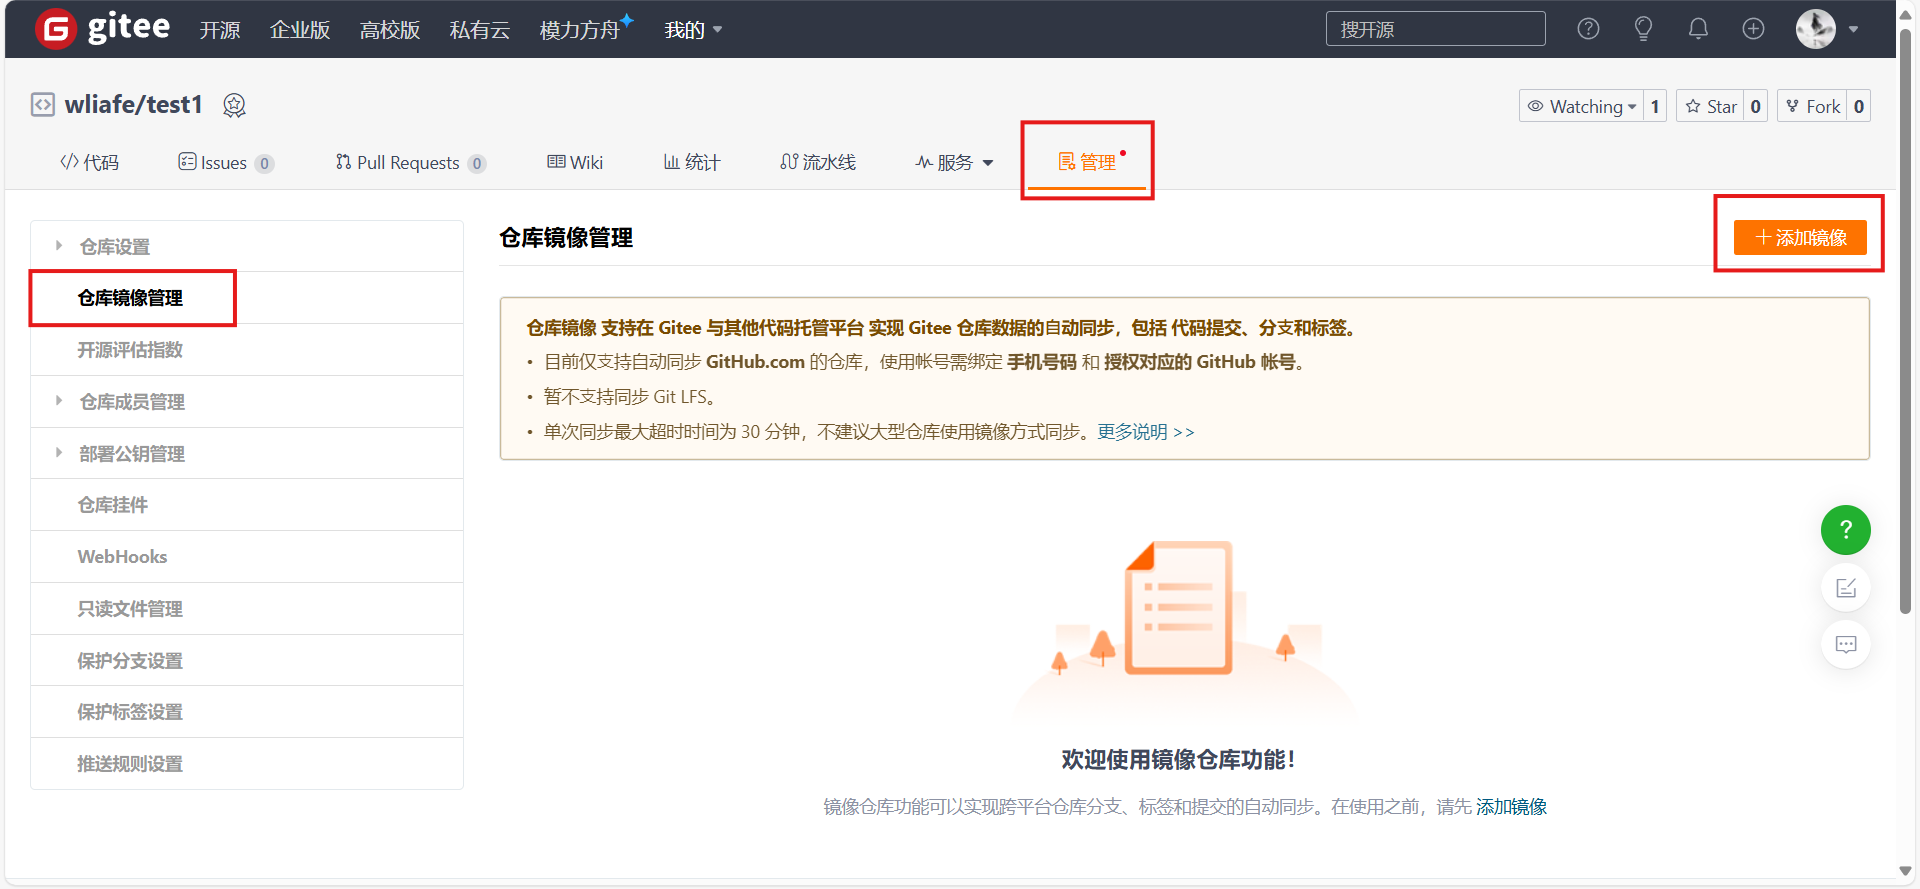 gitee 开源 企业版 高校版 私有云 模力方舟 我的 搜开源
wliafe/test1 Watching 1 Star 0 Fork 0
代码 Issues 0 Pull Requests 0 Wiki 统计 流水线 服务 管理
仓库设置
仓库镜像管理
开源评估指数
仓库成员管理
部署公钥管理
仓库挂件
WebHooks
只读文件管理
保护分支设置
保护标签设置
推送规则设置
仓库镜像管理 添加镜像
仓库镜像 支持在 Gitee 与其他代码托管平台 实现 Gitee 仓库数据的自动同步，包括 代码提交、分支和标签。
• 目前仅支持自动同步 GitHub.com 的仓库，使用帐号需绑定 手机号码 和 授权对应的 GitHub 帐号。
• 暂不支持同步 Git LFS。
• 单次同步最大超时时间为 30 分钟，不建议大型仓库使用镜像方式同步。更多说明 >>
欢迎使用镜像仓库功能！
镜像仓库功能可以实现跨平台仓库分支、标签和提交的自动同步。在使用之前，请先 添加镜像